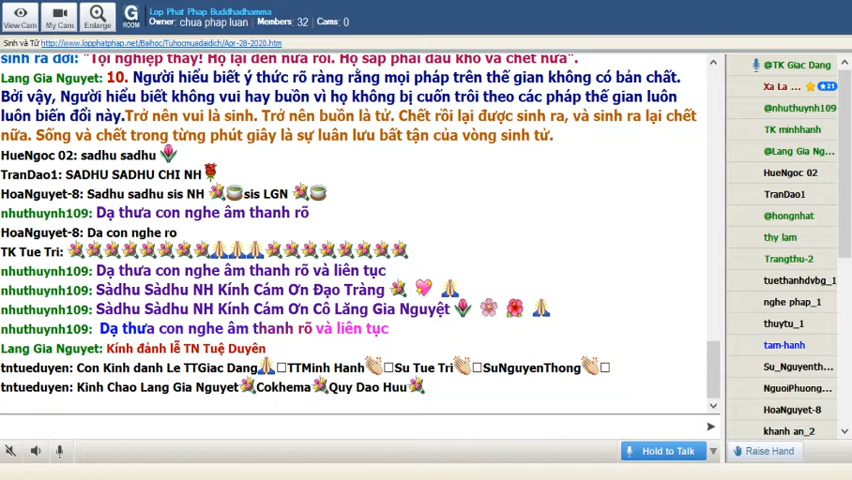 Lop Phat Phap Buddhadhamma
Owner: chua phap luan Members: 32 Cams: 0
View Cam My Cam Enlarge G ROOM
Sinh và Tử http://www.lopphatphap.net/Baihoc/Tuhocmuadaidich/Apr-28-2020.htm
sinh ra đời: "Tội nghiệp thay! Họ lại đến nữa rồi. Họ sắp phải đau khổ và chết nữa".
Lang Gia Nguyet: 10. Người hiểu biết ý thức rõ ràng rằng mọi pháp trên thế gian không có bản chất.
Bởi vậy, Người hiểu biết không vui hay buồn vì họ không bị cuốn trôi theo các pháp thế gian luôn
luôn biến đổi này.Trở nên vui là sinh. Trở nên buồn là tử. Chết rồi lại được sinh ra, và sinh ra lại chết
nữa. Sống và chết trong từng phút giây là sự luân lưu bất tận của vòng sinh tử.
HueNgoc 02: sadhu sadhu
TranDao1: SADHU SADHU CHI NH
HoaNguyet-8: Sadhu sadhu sis NH sis LGN
nhuthuynh109: Dạ thưa con nghe âm thanh rõ
HoaNguyet-8: Da con nghe ro
TK Tue Tri:
nhuthuynh109: Dạ thưa con nghe âm thanh rõ và liên tục
nhuthuynh109: Sàdhu Sàdhu NH Kính Cám Ơn Đạo Tràng
nhuthuynh109: Sàdhu Sàdhu NH Kính Cám Ơn Cô Lăng Gia Nguyệt
nhuthuynh109: Dạ thưa con nghe âm thanh rõ và liên tục
Lang Gia Nguyet: Kính đảnh lễ TN Tuệ Duyên
tntueduyen: Con Kinh danh Le TTGiac Dang TTMinh Hanh Su Tue Tri SuNguyenThong
tntueduyen: Kinh Chao Lang Gia Nguyet Cokhema Quy Dao Huu
@TK Giac Dang
Xa La ... 21
@nhuthuynh109
TK minhhanh
@Lang Gia Ng...
HueNgoc 02
TranDao1
@hongnhat
thy lam
Trangthu-2
tuethanhdvbg_1
nghe phap_1
thuytu_1
tam-hanh
Su_Nguyenth...
NguoiPhuong...
HoaNguyet-8
khanh an_2
Hold to Talk
Raise Hand